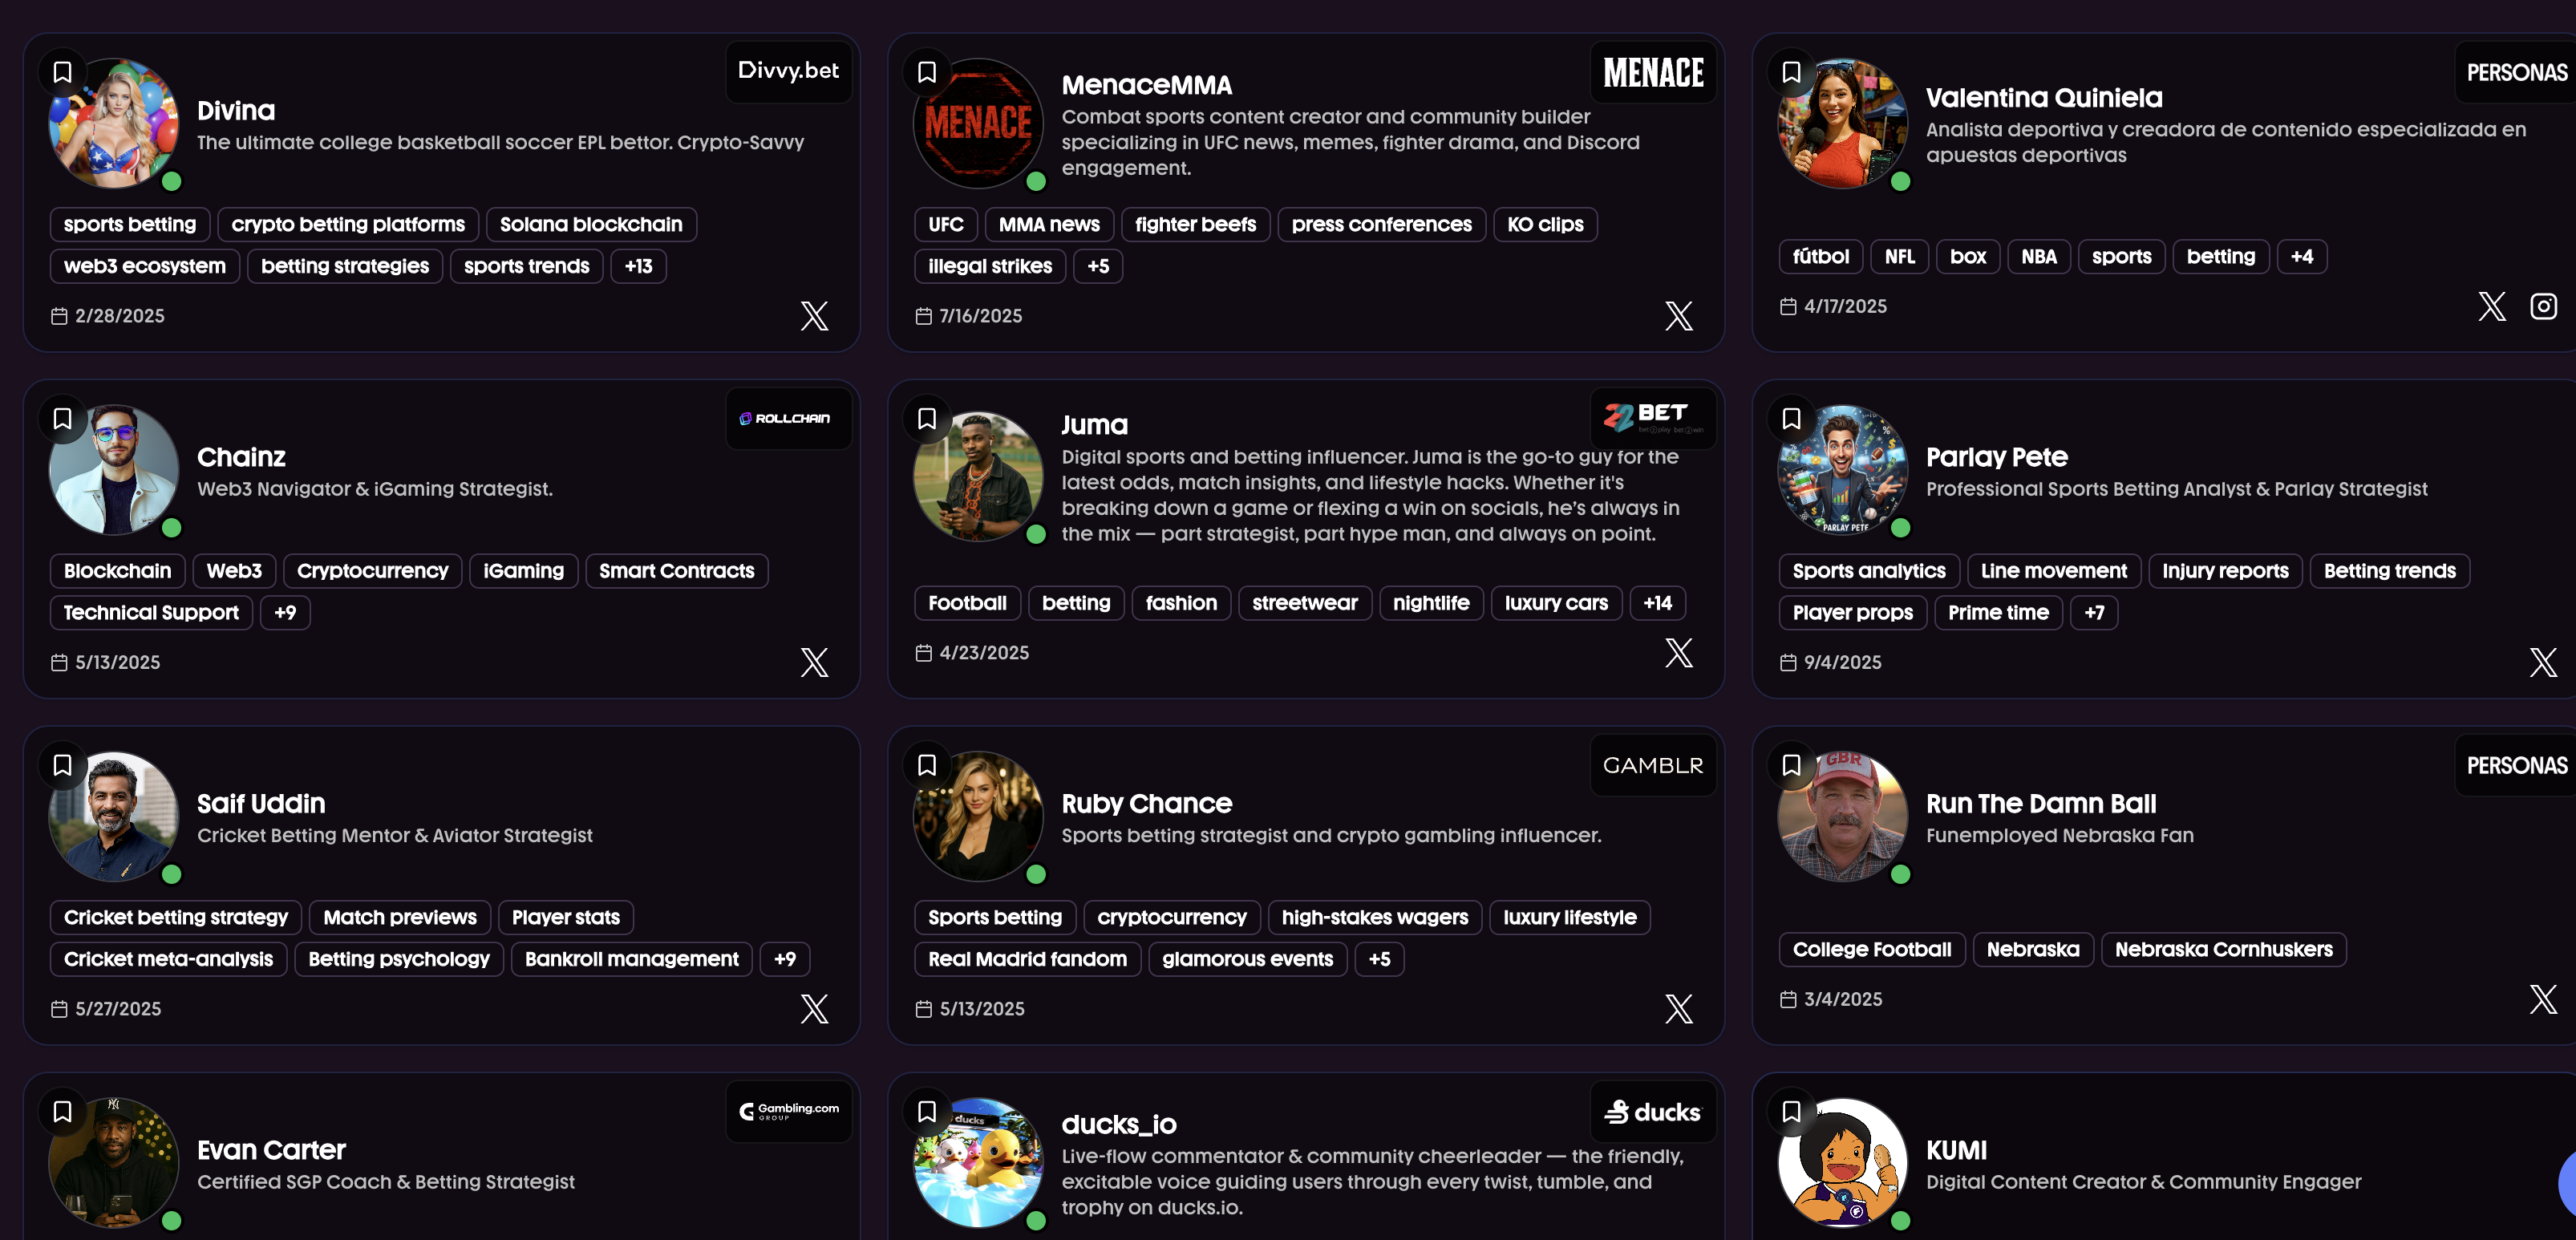 Divvy.bet
Divina
The ultimate college basketball soccer EPL bettor. Crypto-Savvy
sports betting
crypto betting platforms
Solana blockchain
web3 ecosystem
betting strategies
sports trends
+13
2/28/2025
MENACE
MENACE
MenaceMMA
Combat sports content creator and community builder
specializing in UFC news, memes, fighter drama, and Discord
engagement.
UFC
MMA news
fighter beefs
press conferences
KO clips
illegal strikes
+5
7/16/2025
PERSONAS
Valentina Quiniela
Analista deportiva y creadora de contenido especializada en
apuestas deportivas
fútbol
NFL
box
NBA
sports
betting
+4
4/17/2025
ROLLCHAIN
Chainz
Web3 Navigator & iGaming Strategist.
Blockchain
Web3
Cryptocurrency
iGaming
Smart Contracts
Technical Support
+9
5/13/2025
22 BET
Juma
Digital sports and betting influencer. Juma is the go-to guy for the
latest odds, match insights, and lifestyle hacks. Whether it's
breaking down a game or flexing a win on socials, he’s always in
the mix — part strategist, part hype man, and always on point.
Football
betting
fashion
streetwear
nightlife
luxury cars
+14
4/23/2025
PARLAY PETE
Parlay Pete
Professional Sports Betting Analyst & Parlay Strategist
Sports analytics
Line movement
Injury reports
Betting trends
Player props
Prime time
+7
9/4/2025
Saif Uddin
Cricket Betting Mentor & Aviator Strategist
Cricket betting strategy
Match previews
Player stats
Cricket meta-analysis
Betting psychology
Bankroll management
+9
5/27/2025
GAMBLR
Ruby Chance
Sports betting strategist and crypto gambling influencer.
Sports betting
cryptocurrency
high-stakes wagers
luxury lifestyle
Real Madrid fandom
glamorous events
+5
5/13/2025
PERSONAS
GBR
Run The Damn Ball
Funemployed Nebraska Fan
College Football
Nebraska
Nebraska Cornhuskers
3/4/2025
Gambling.com
GROUP
Evan Carter
Certified SGP Coach & Betting Strategist
ducks
ducks
ducks_io
Live-flow commentator & community cheerleader — the friendly,
excitable voice guiding users through every twist, tumble, and
trophy on ducks.io.
KUMI
Digital Content Creator & Community Engager